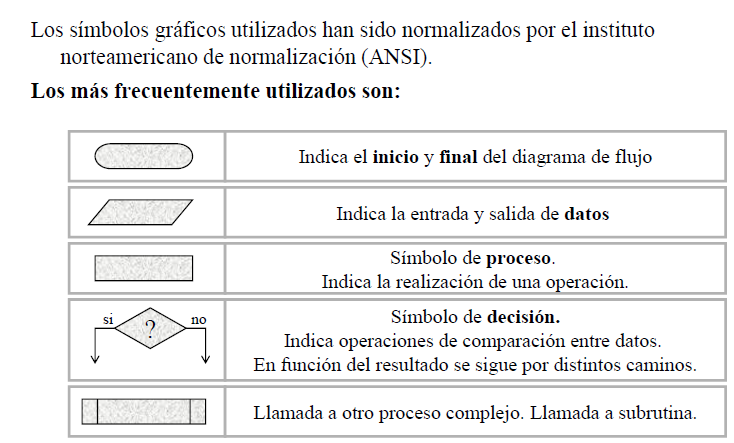 Los símbolos gráficos utilizados han sido normalizados por el instituto
norteamericano de normalización (ANSI).
Los más frecuentemente utilizados son:
Indica el inicio y final del diagrama de flujo
Indica la entrada y salida de datos
Símbolo de proceso.
Indica la realización de una operación.
si
?
no
Símbolo de decisión.
Indica operaciones de comparación entre datos.
En función del resultado se sigue por distintos caminos.
Llamada a otro proceso complejo. Llamada a subrutina.